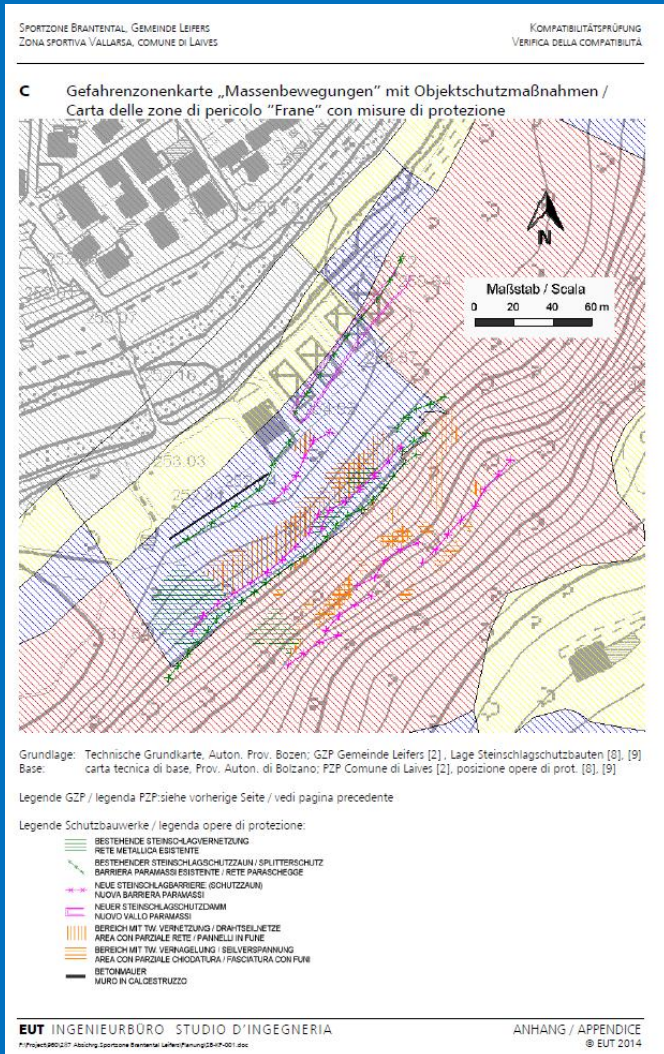 SPORTZONE BRANTENTAL, GEMEINDE LEIFERS
ZONA SPORTIVA VALLARSA, COMUNE DI LAIVES
KOMPATIBILITÄTSPRÜFUNG
VERIFICA DELLA COMPATIBILITÀ
C Gefahrenzonenkarte „Massenbewegungen" mit Objektschutzmaßnahmen /
Carta delle zone di pericolo "Frane" con misure di protezione
N
Maßstab / Scala
0 20 40 60 m
253.03
Grundlage: Technische Grundkarte, Auton. Prov. Bozen; GZP Gemeinde Leifers [2] , Lage Steinschlagschutzbauten [8], [9]
Base: carta tecnica di base, Prov. Auton. di Bolzano; PZP Comune di Laives [2], posizione opere di prot. [8], [9]
Legende GZP / legenda PZP:siehe vorherige Seite / vedi pagina precedente
Legende Schutzbauwerke / legenda opere di protezione:
BESTEHENDE STEINSCHLAGVERNETZUNG
RETE METALLICA ESISTENTE
BESTEHENDER STEINSCHLAGSCHUTZZAUN / SPLITTERSCHUTZ
BARRIERA PARAMASSI ESISTENTE / RETE PARASCHEGGE
NEUE STEINSCHLAGBARRIERE (SCHUTZZAUN)
NUOVA BARRIERA PARAMASSI
NEUER STEINSCHLAGSCHUTZDAMM
NUOVO VALLO PARAMASSI
BEREICH MIT TW. VERNETZUNG / DRAHTSEILNETZE
AREA CON PARZIALE RETE / PANNELLI IN FUNE
BEREICH MIT TW. VERNAGELUNG / SEILVERSPANNUNG
AREA CON PARZIALE CHIODATURA / FASCIATURA CON FUNI
BETONMAUER
MURO IN CALCESTRUZZO
EUT INGENIEURBÜRO STUDIO D'INGEGNERIA
ANHANG / APPENDICE
© EUT 2014